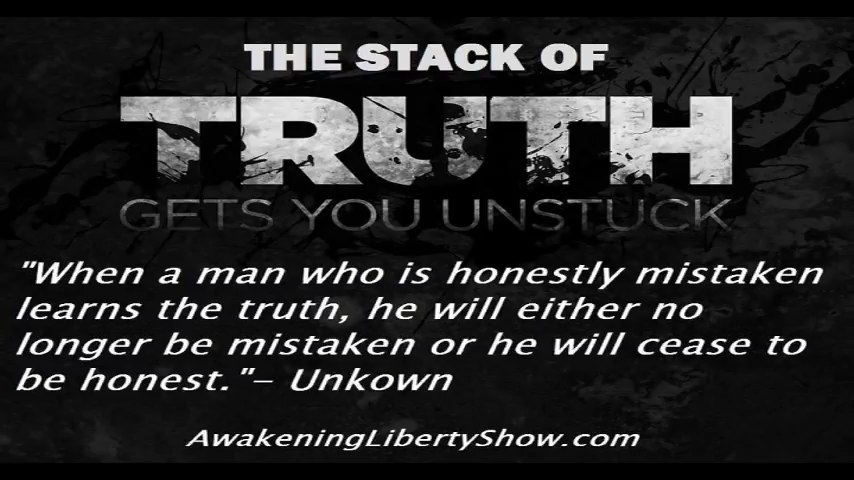 THE STACK OF
TRUTH
GETS YOU UNSTUCK
"When a man who is honestly mistaken
learns the truth, he will either no
longer be mistaken or he will cease to
be honest."- Unkown
AwakeningLibertyShow.com